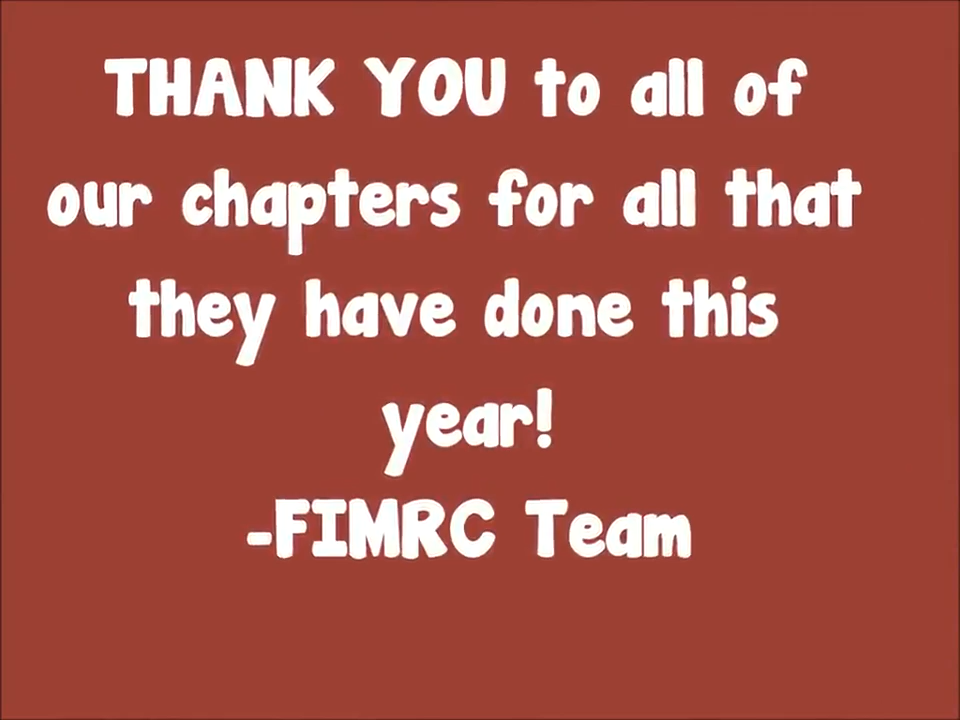 THANK YOU to all of
our chapters for all that
they have done this
year!
-FIMRC Team